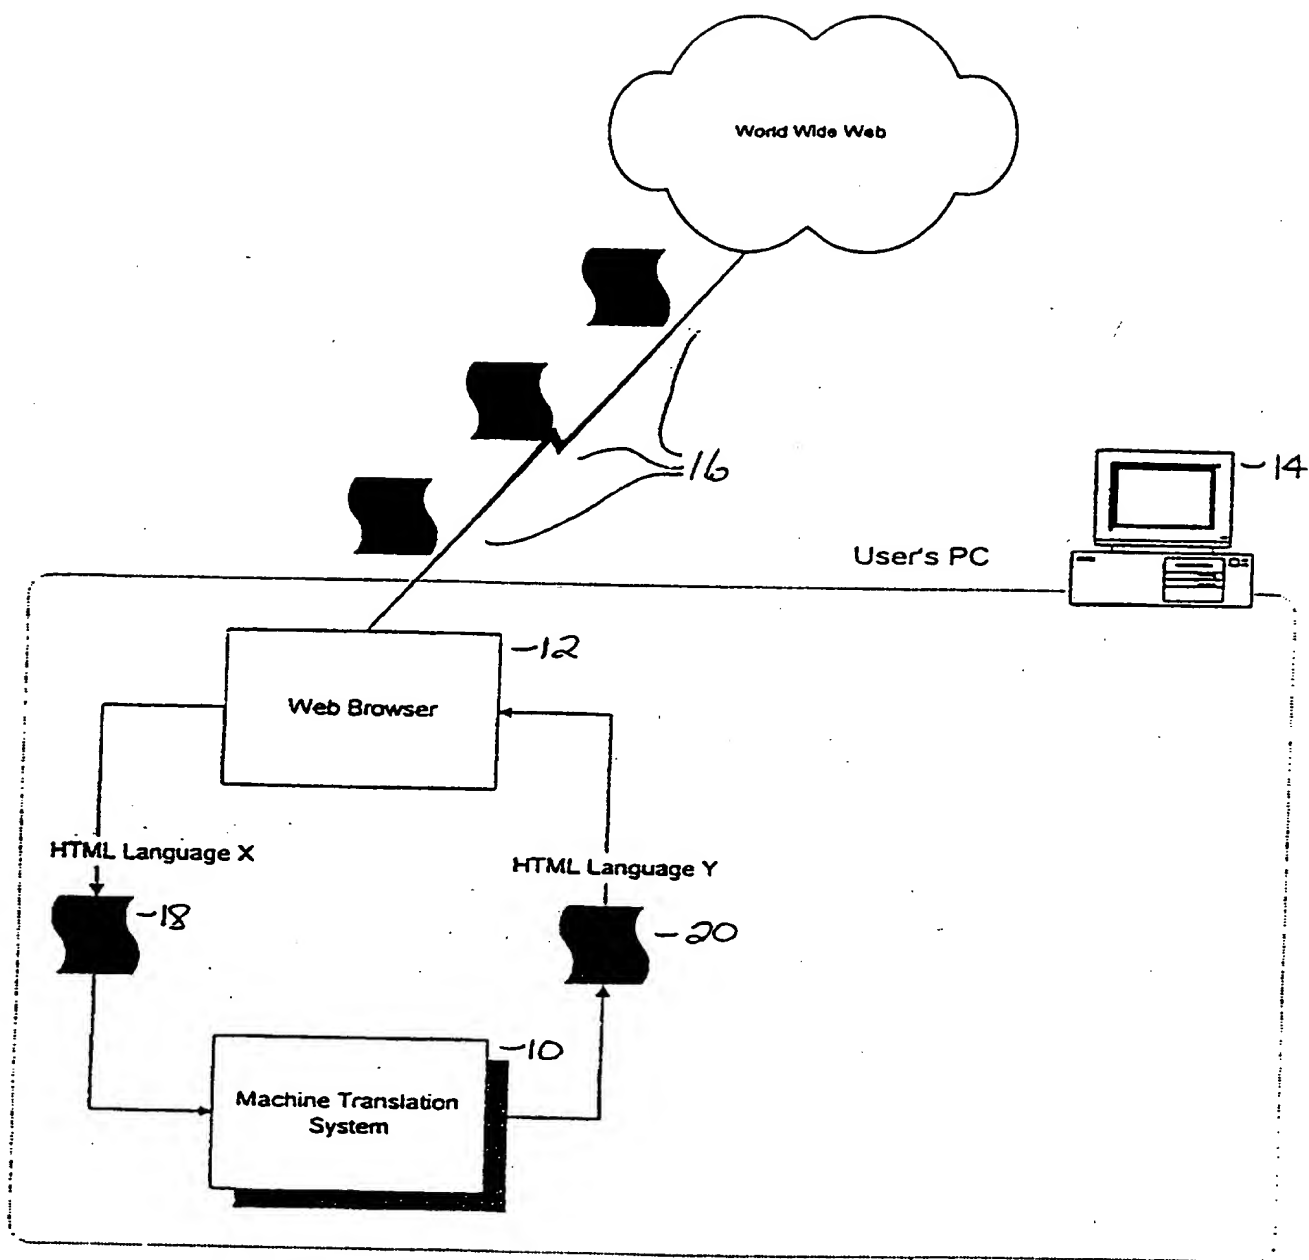 World Wide Web
16
14
User's PC
12
Web Browser
HTML Language X
HTML Language Y
18
20
10
Machine Translation
System